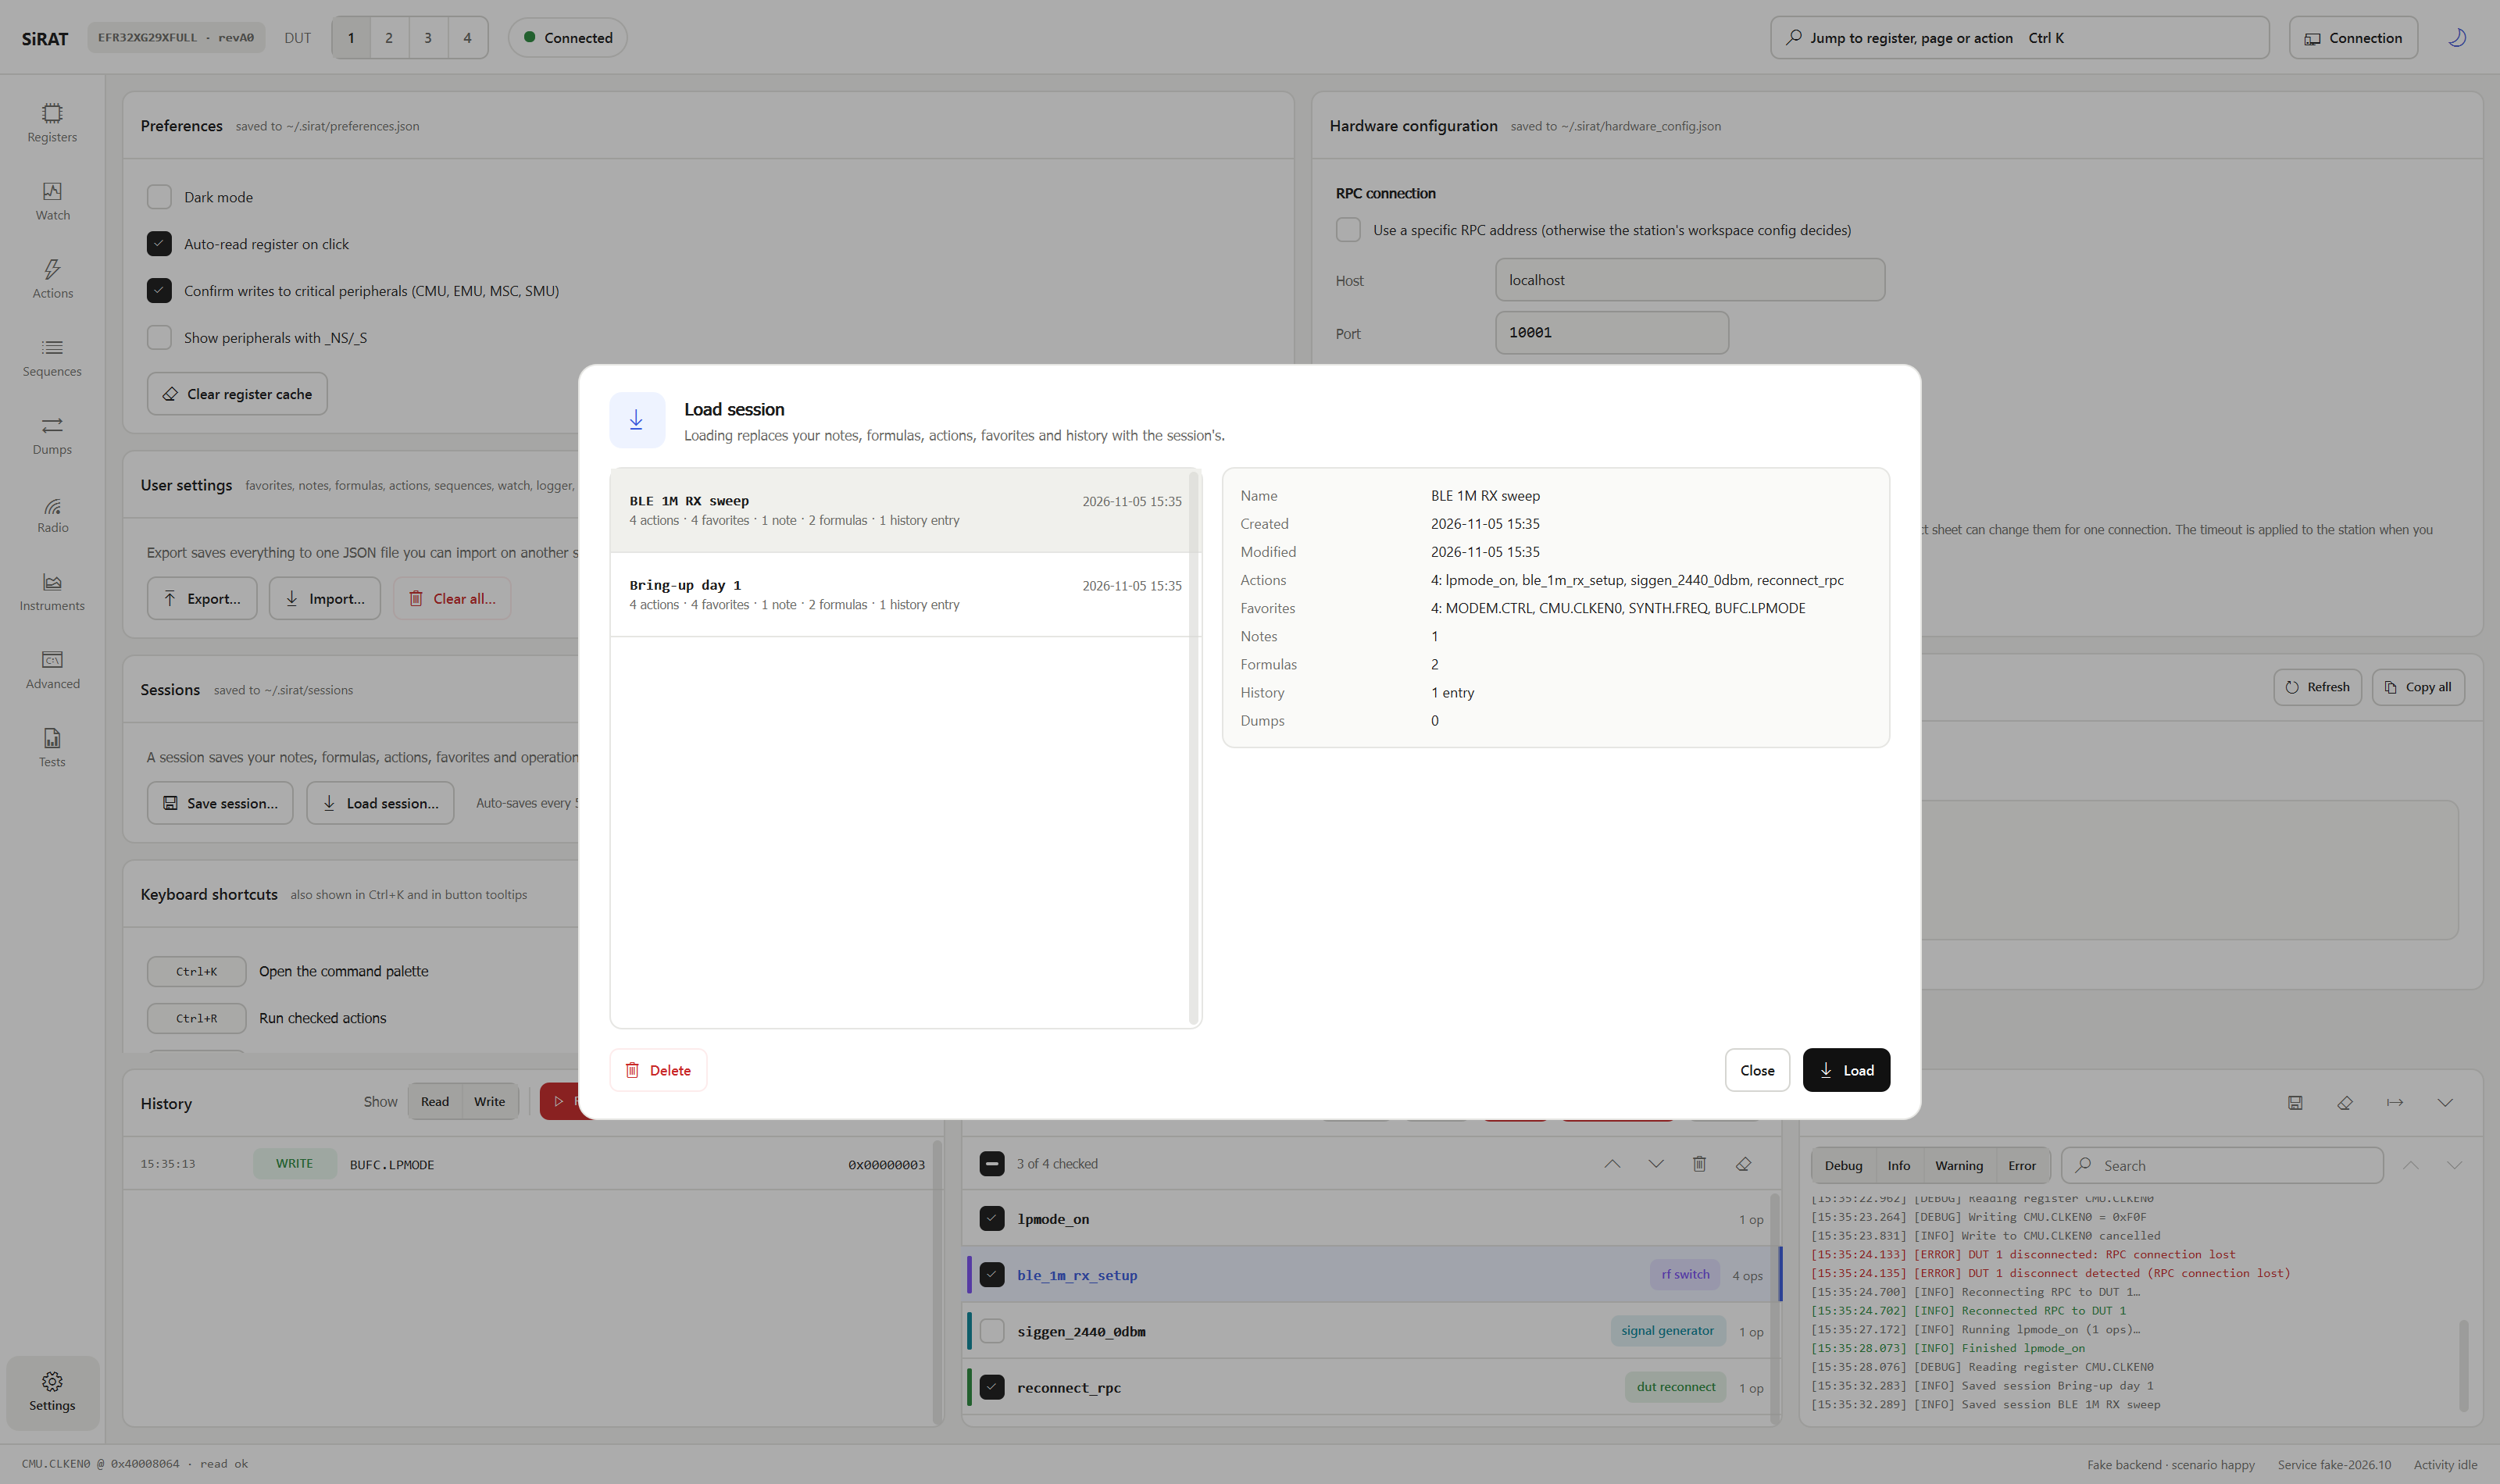 SiRAT
EFR32XG29XFULL · revA0
DUT
1
2
3
4
Connected
Jump to register, page or action Ctrl K
Connection
Registers
Watch
Actions
Sequences
Dumps
Radio
Instruments
Advanced
Tests
Settings
Preferences saved to ~/.sirat/preferences.json
Dark mode
Auto-read register on click
Confirm writes to critical peripherals (CMU, EMU, MSC, SMU)
Show peripherals with _NS/_S
Clear register cache
Hardware configuration saved to ~/.sirat/hardware_config.json
RPC connection
Use a specific RPC address (otherwise the station's workspace config decides)
Host localhost
Port 10001
t sheet can change them for one connection. The timeout is applied to the station when you
User settings favorites, notes, formulas, actions, sequences, watch, logger,
Export saves everything to one JSON file you can import on another s
Export...
Import...
Clear all...
Sessions saved to ~/.sirat/sessions
A session saves your notes, formulas, actions, favorites and operation
Save session...
Load session...
Auto-saves every
Refresh
Copy all
Keyboard shortcuts also shown in Ctrl+K and in button tooltips
Ctrl+K Open the command palette
Ctrl+R Run checked actions
Load session
Loading replaces your notes, formulas, actions, favorites and history with the session's.
BLE 1M RX sweep 2026-11-05 15:35
4 actions · 4 favorites · 1 note · 2 formulas · 1 history entry
Bring-up day 1 2026-11-05 15:35
4 actions · 4 favorites · 1 note · 2 formulas · 1 history entry
Name BLE 1M RX sweep
Created 2026-11-05 15:35
Modified 2026-11-05 15:35
Actions 4: lpmode_on, ble_1m_rx_setup, siggen_2440_0dbm, reconnect_rpc
Favorites 4: MODEM.CTRL, CMU.CLKEN0, SYNTH.FREQ, BUFC.LPMODE
Notes 1
Formulas 2
History 1 entry
Dumps 0
Delete
Close
Load
History
Show
Read
Write
15:35:13 WRITE BUFC.LPMODE 0x00000003
3 of 4 checked
lpmode_on 1 op
ble_1m_rx_setup rf switch 4 ops
siggen_2440_0dbm signal generator 1 op
reconnect_rpc dut reconnect 1 op
Debug
Info
Warning
Error
Search
[15:35:22.962] [DEBUG] Reading register CMU.CLKEN0
[15:35:23.264] [DEBUG] Writing CMU.CLKEN0 = 0xF0F
[15:35:23.831] [INFO] Write to CMU.CLKEN0 cancelled
[15:35:24.133] [ERROR] DUT 1 disconnected: RPC connection lost
[15:35:24.135] [ERROR] DUT 1 disconnect detected (RPC connection lost)
[15:35:24.700] [INFO] Reconnecting RPC to DUT 1…
[15:35:24.702] [INFO] Reconnected RPC to DUT 1
[15:35:27.172] [INFO] Running lpmode_on (1 ops)…
[15:35:28.073] [INFO] Finished lpmode_on
[15:35:28.076] [DEBUG] Reading register CMU.CLKEN0
[15:35:32.283] [INFO] Saved session Bring-up day 1
[15:35:32.289] [INFO] Saved session BLE 1M RX sweep
CMU.CLKEN0 @ 0x40008064 · read ok
Fake backend · scenario happy
Service fake-2026.10
Activity idle